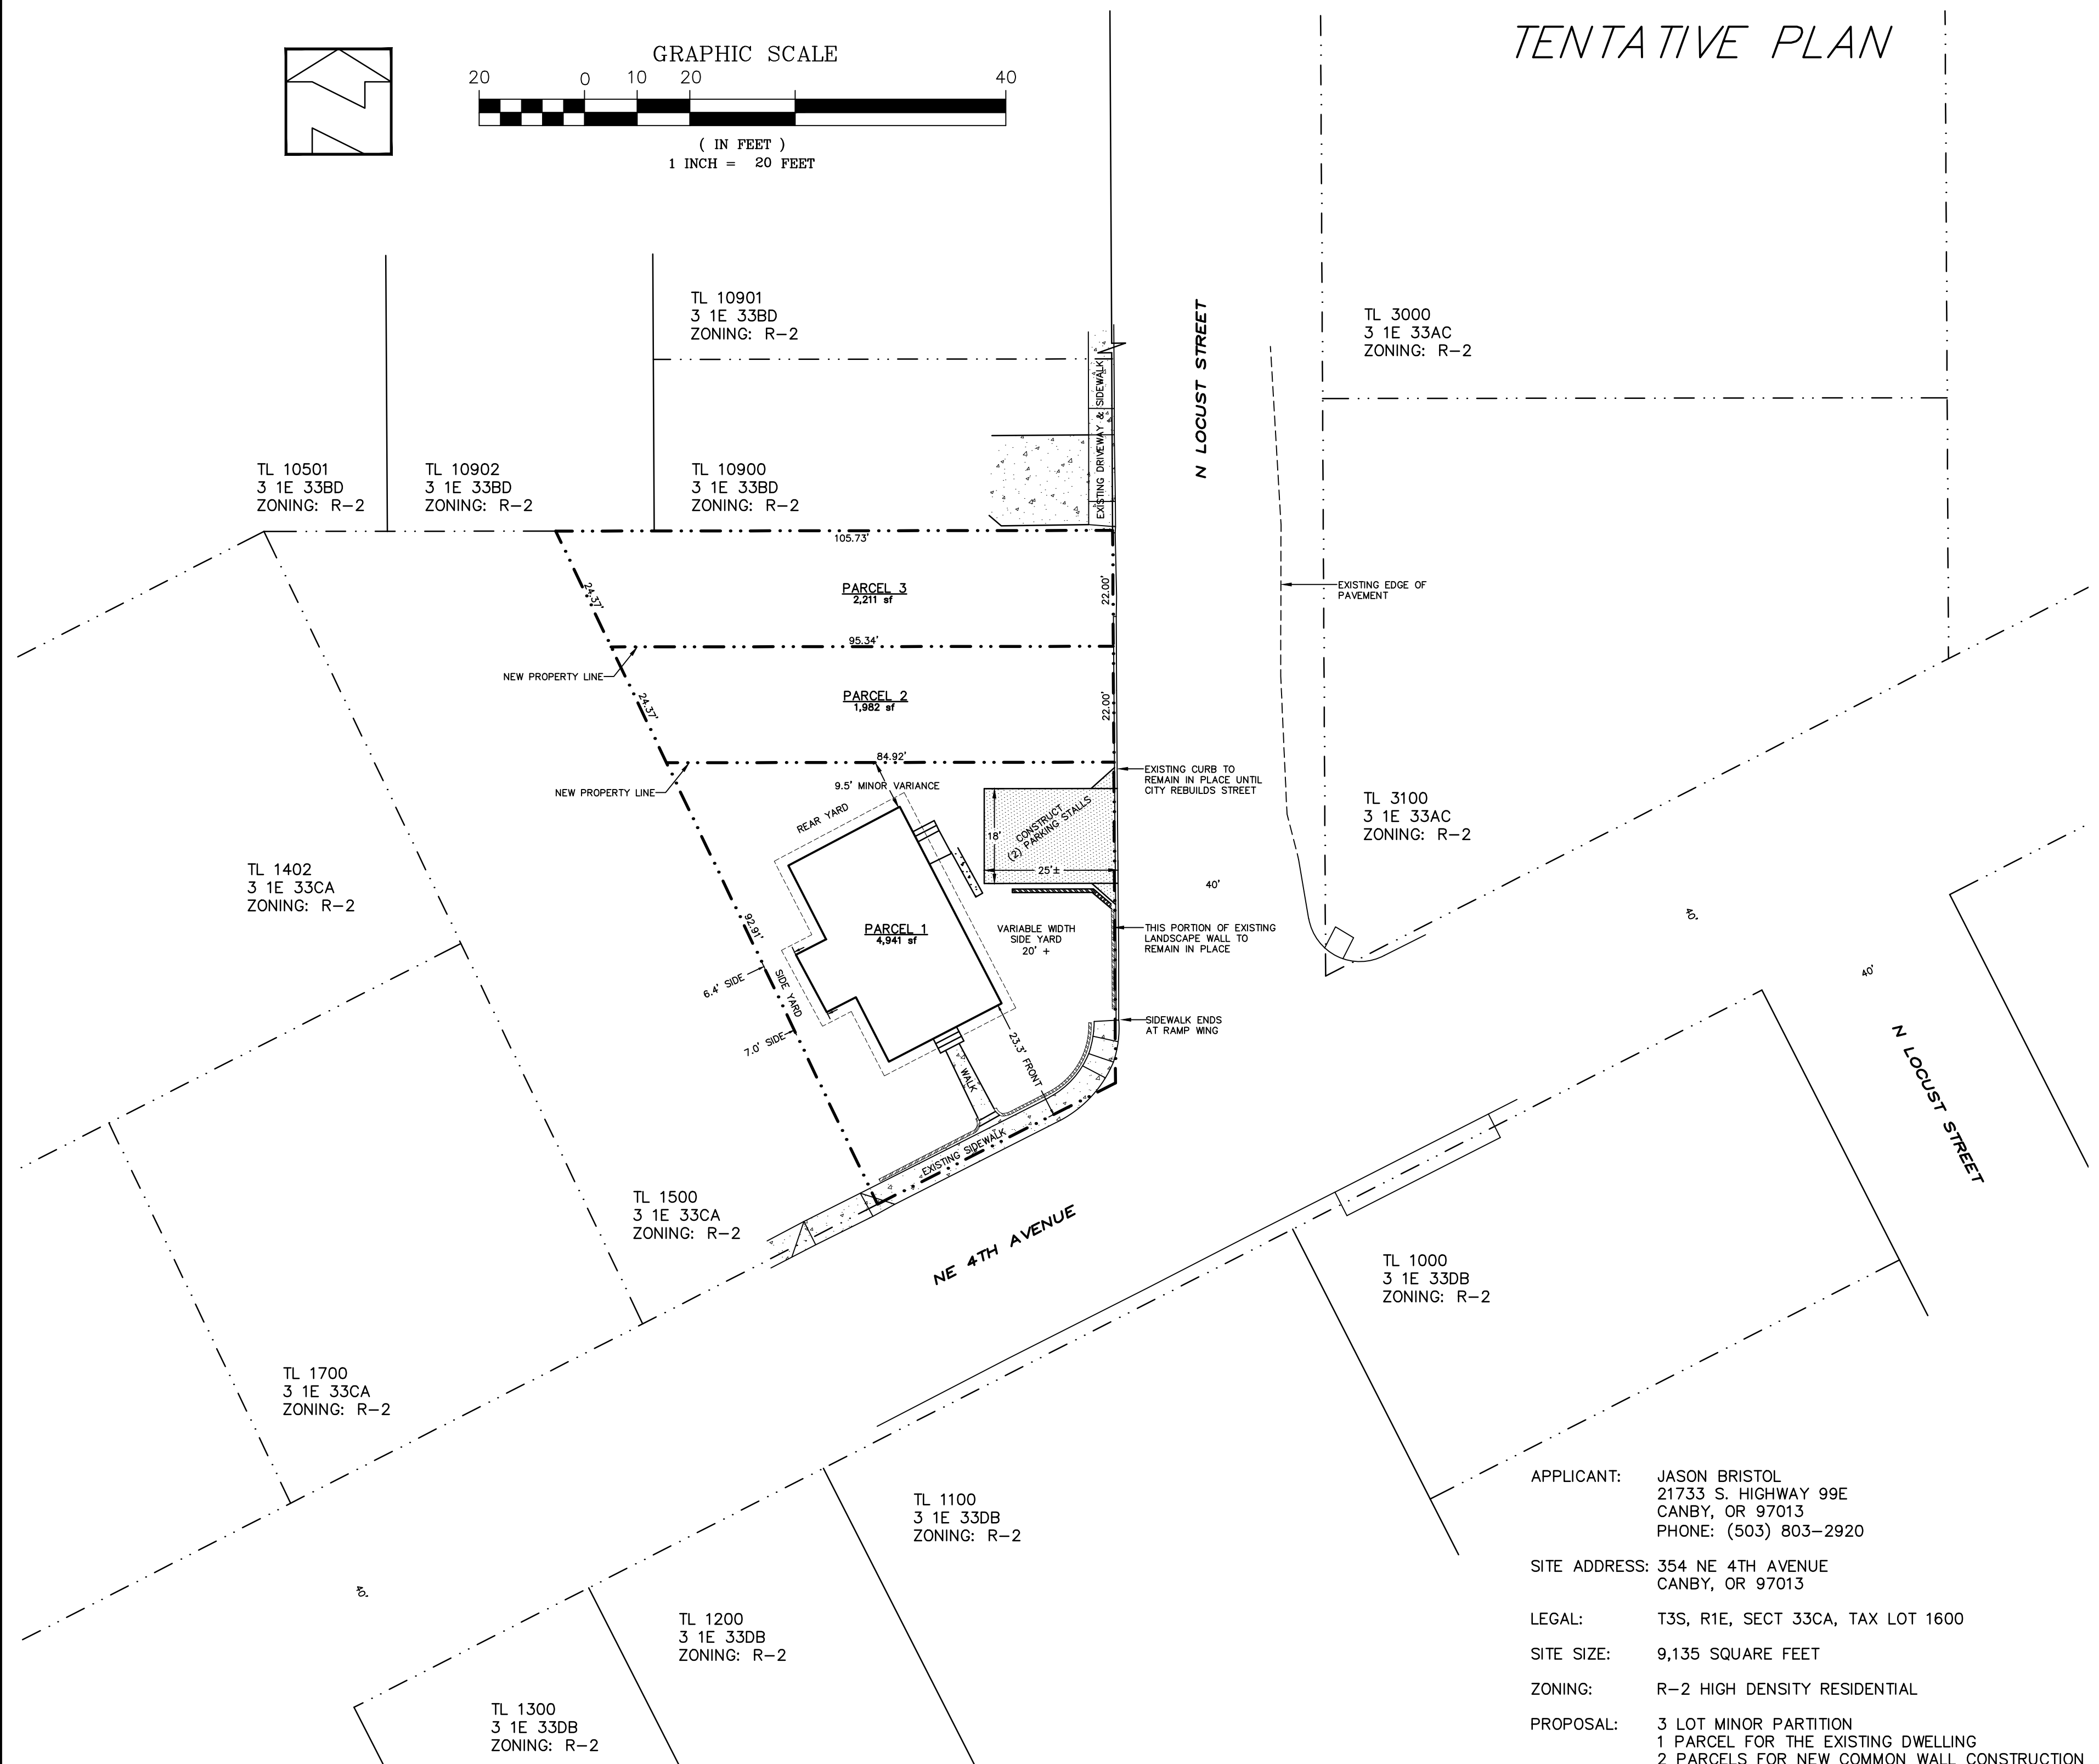 TENTATIVE PLAN
GRAPHIC SCALE
20 0 10 20 40
( IN FEET )
1 INCH = 20 FEET
TL 10901
3 1E 33BD
ZONING: R-2
N LOCUST STREET
TL 3000
3 1E 33AC
ZONING: R-2
EXISTING DRIVEWAY & SIDEWALK
TL 10501
3 1E 33BD
ZONING: R-2
TL 10902
3 1E 33BD
ZONING: R-2
TL 10900
3 1E 33BD
ZONING: R-2
105.73'
24.37'
PARCEL 3
2,211 sf
22.00'
EXISTING EDGE OF
PAVEMENT
95.34'
NEW PROPERTY LINE
24.37'
PARCEL 2
1,982 sf
22.00'
84.92'
NEW PROPERTY LINE
9.5' MINOR VARIANCE
EXISTING CURB TO
REMAIN IN PLACE UNTIL
CITY REBUILDS STREET
REAR YARD
CONSTRUCT
(2) PARKING STALLS
18'
25'±
TL 3100
3 1E 33AC
ZONING: R-2
TL 1402
3 1E 33CA
ZONING: R-2
40'
40'
40'
92.91'
PARCEL 1
4,941 sf
VARIABLE WIDTH
SIDE YARD
20' +
THIS PORTION OF EXISTING
LANDSCAPE WALL TO
REMAIN IN PLACE
6.4' SIDE
SIDE YARD
7.0' SIDE
SIDEWALK ENDS
AT RAMP WING
23.3' FRONT
WALK
N LOCUST STREET
EXISTING SIDEWALK
NE 4TH AVENUE
TL 1500
3 1E 33CA
ZONING: R-2
TL 1000
3 1E 33DB
ZONING: R-2
TL 1700
3 1E 33CA
ZONING: R-2
TL 1100
3 1E 33DB
ZONING: R-2
40'
TL 1200
3 1E 33DB
ZONING: R-2
TL 1300
3 1E 33DB
ZONING: R-2
APPLICANT: JASON BRISTOL
21733 S. HIGHWAY 99E
CANBY, OR 97013
PHONE: (503) 803-2920
SITE ADDRESS: 354 NE 4TH AVENUE
CANBY, OR 97013
LEGAL: T3S, R1E, SECT 33CA, TAX LOT 1600
SITE SIZE: 9,135 SQUARE FEET
ZONING: R-2 HIGH DENSITY RESIDENTIAL
PROPOSAL: 3 LOT MINOR PARTITION
1 PARCEL FOR THE EXISTING DWELLING
2 PARCELS FOR NEW COMMON WALL CONSTRUCTION